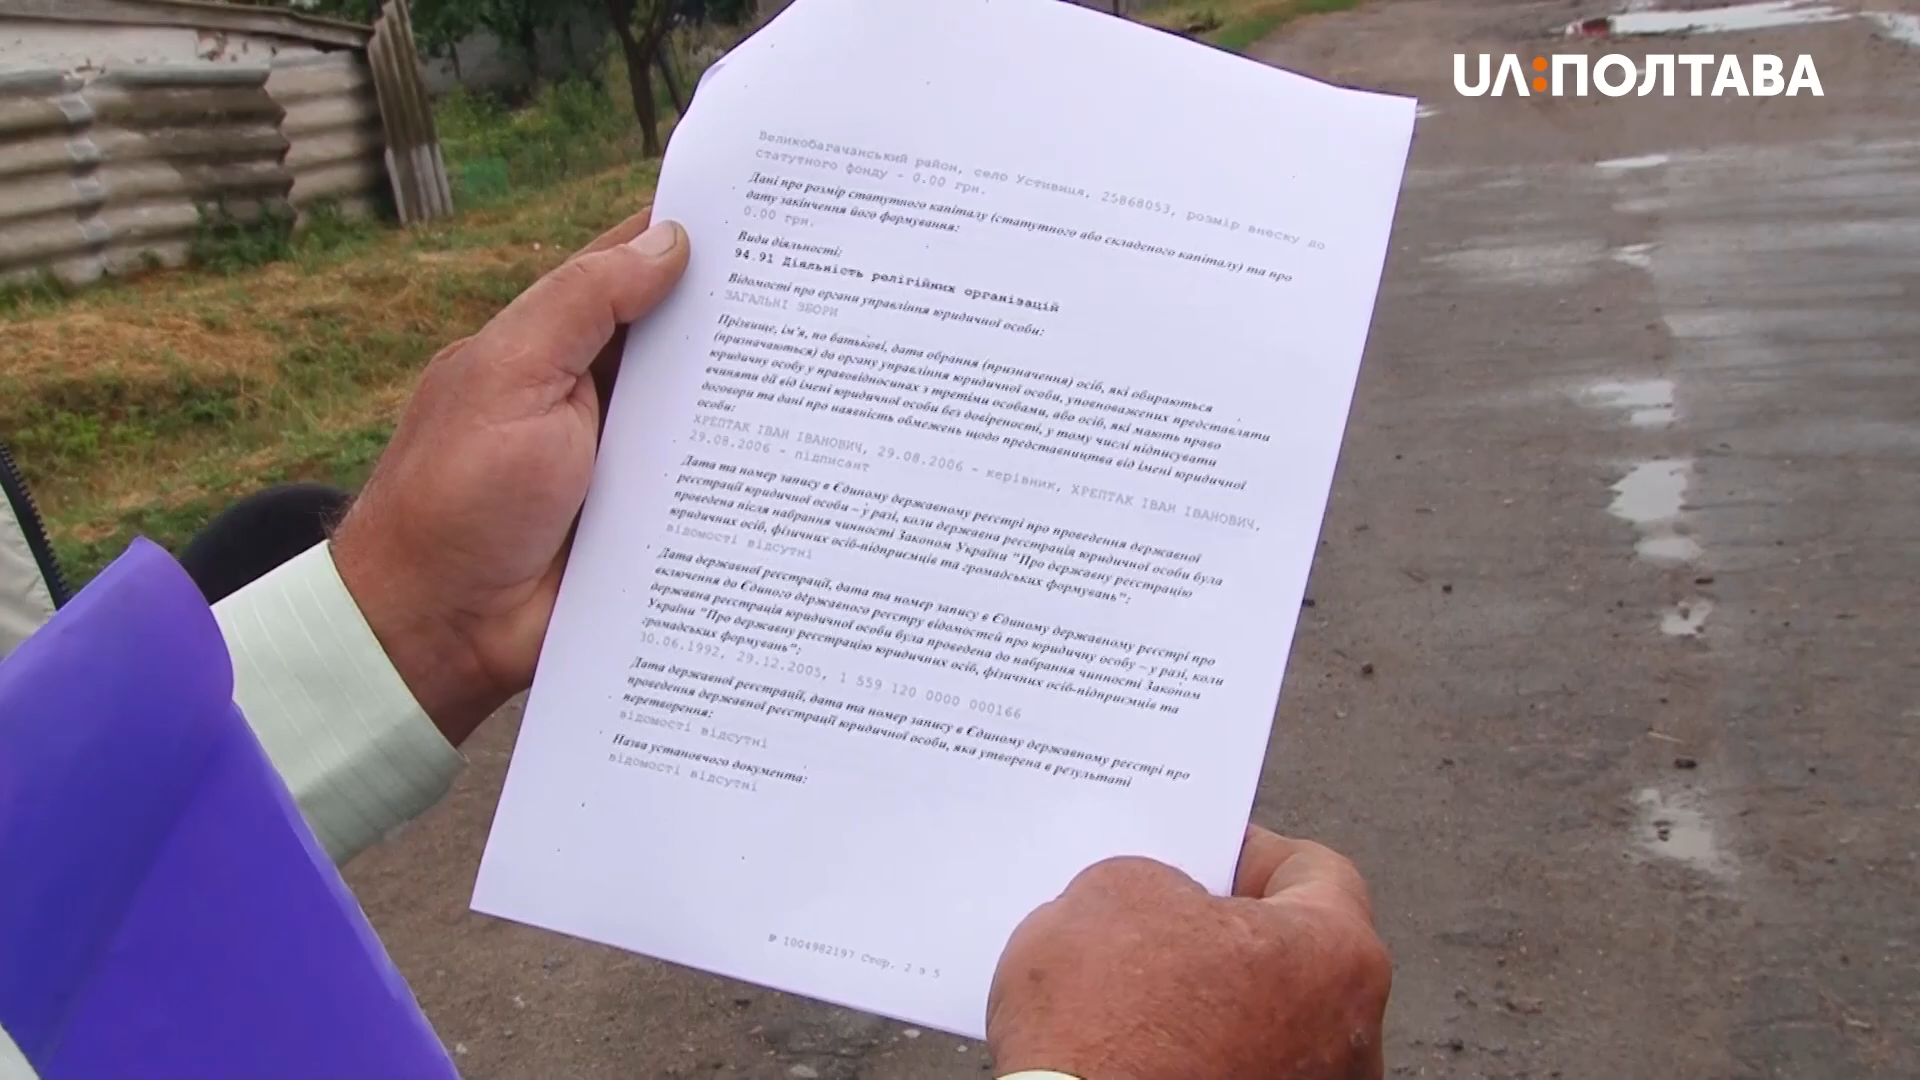 UA:ПОЛТАВА
Великобагачанський район, село Устивиця, 25868053, розмір внеску до
статутного фонду - 0.00 грн.
Дані про розмір статутного капіталу (статутного або складеного капіталу) та про
дату закінчення його формування:
0.00 грн.
Види діяльності:
94.91 Діяльність релігійних організацій
Відомості про органи управління юридичної особи:
ЗАГАЛЬНІ ЗБОРИ
Прізвище, ім'я, по батькові, дата обрання (призначення) осіб, які обираються
(призначаються) до органу управління юридичної особи, уповноважених представляти
юридичну особу у правовідносинах з третіми особами, або осіб, які мають право
вчиняти дії від імені юридичної особи без довіреності, у тому числі підписувати
договори та дані про наявність обмежень щодо представництва від імені юридичної
особи:
ХРЕПТАК ІВАН ІВАНОВИЧ, 29.08.2006 - керівник, ХРЕПТАК ІВАН ІВАНОВИЧ,
29.08.2006 - підписант
Дата та номер запису в Єдиному державному реєстрі про проведення державної
реєстрації юридичної особи – у разі, коли державна реєстрація юридичної особи була
проведена після набрання чинності Законом України "Про державну реєстрацію
юридичних осіб, фізичних осіб-підприємців та громадських формувань":
відомості відсутні
Дата державної реєстрації, дата та номер запису в Єдиному державному реєстрі про
включення до Єдиного державного реєстру відомостей про юридичну особу – у разі, коли
державна реєстрація юридичної особи була проведена до набрання чинності Законом
України "Про державну реєстрацію юридичних осіб, фізичних осіб-підприємців та
громадських формувань":
30.06.1992, 29.12.2005, 1 559 120 0000 000166
Дата державної реєстрації, дата та номер запису в Єдиному державному реєстрі про
проведення державної реєстрації юридичної особи, яка утворена в результаті
перетворення:
відомості відсутні
Назва установчого документа:
відомості відсутні
№ 1004982197 Стор. 2 з 5